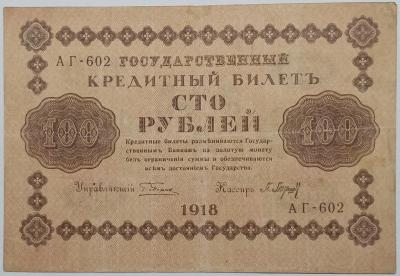 АГ-602 ГОСУДАРСТВЕННЫЙ
КРЕДИТНЫЙ БИЛЕТЪ
СТО
РУБЛЕЙ
100 100
Кредитные билеты размѣниваются Государ-
ственнымъ Банкомъ на золотую монету
безъ ограниченія суммы и обезпечиваются
всѣмъ достояніемъ Государства.
Управляющій Кассиръ
1918 АГ-602